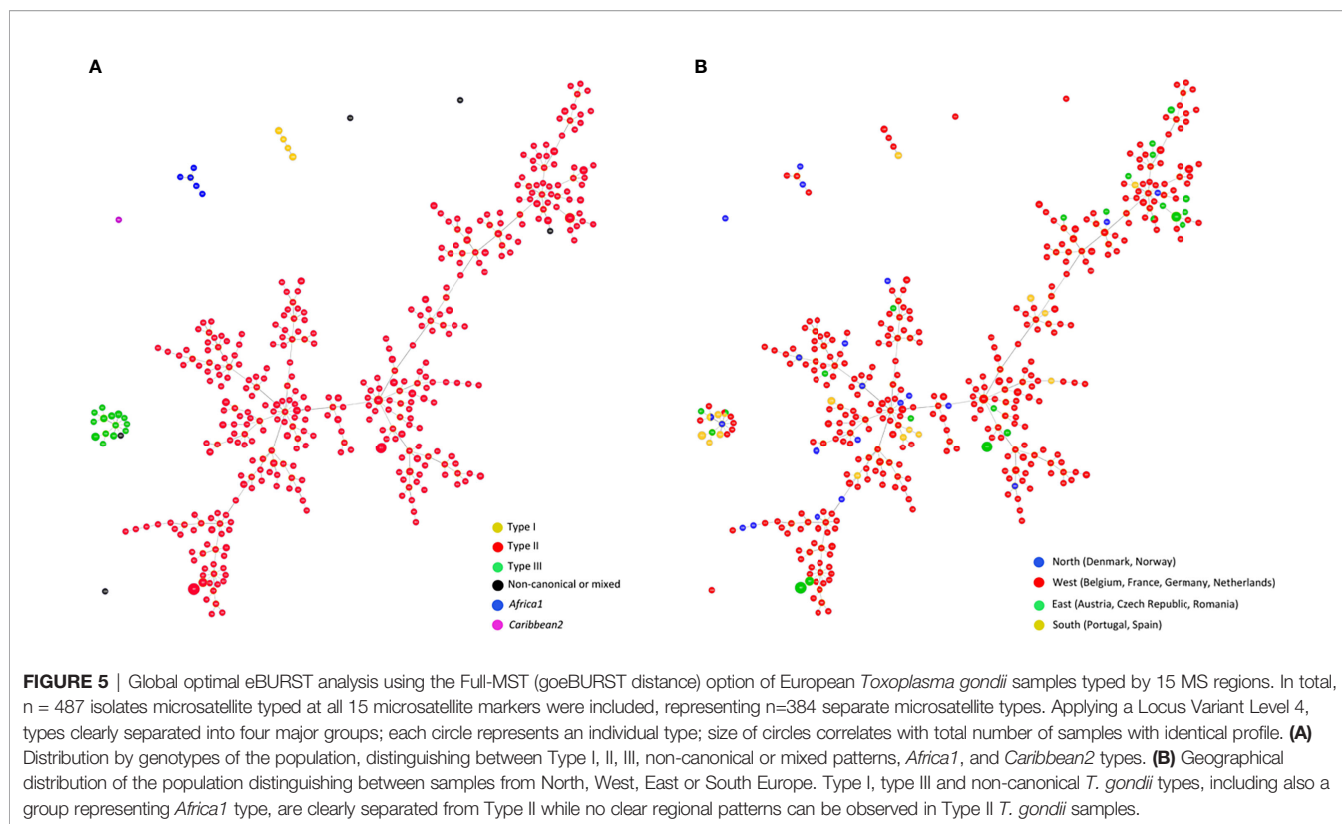 A
B
Type I
Type II
Type III
Non-canonical or mixed
Africa1
Caribbean2
North (Denmark, Norway)
West (Belgium, France, Germany, Netherlands)
East (Austria, Czech Republic, Romania)
South (Portugal, Spain)
FIGURE 5 | Global optimal eBURST analysis using the Full-MST (goeBURST distance) option of European Toxoplasma gondii samples typed by 15 MS regions. In total,
n = 487 isolates microsatellite typed at all 15 microsatellite markers were included, representing n=384 separate microsatellite types. Applying a Locus Variant Level 4,
types clearly separated into four major groups; each circle represents an individual type; size of circles correlates with total number of samples with identical profile. (A)
Distribution by genotypes of the population, distinguishing between Type I, II, III, non-canonical or mixed patterns, Africa1, and Caribbean2 types. (B) Geographical
distribution of the population distinguishing between samples from North, West, East or South Europe. Type I, type III and non-canonical T. gondii types, including also a
group representing Africa1 type, are clearly separated from Type II while no clear regional patterns can be observed in Type II T. gondii samples.